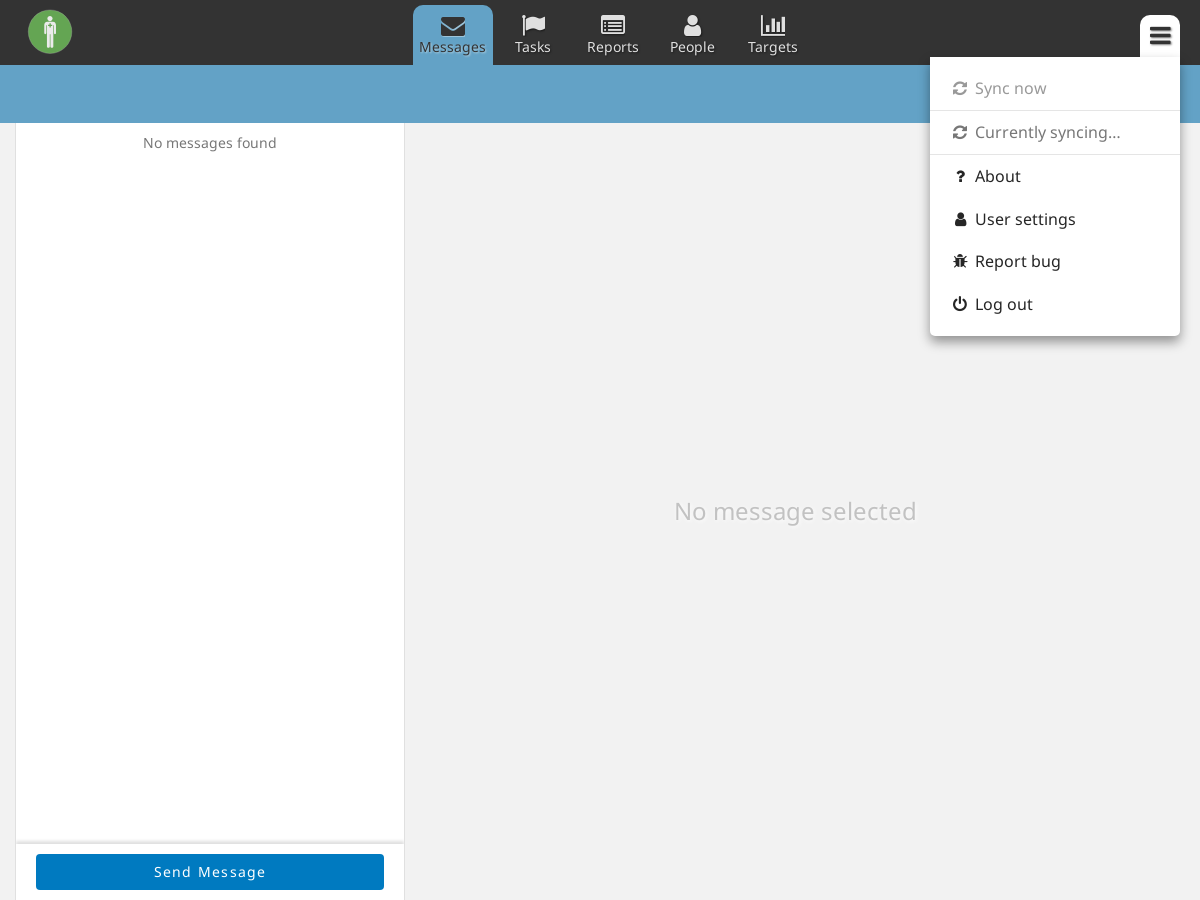 Messages
Tasks
Reports
People
Targets
Sync now
Currently syncing...
About
User settings
Report bug
Log out
No messages found
No message selected
Send Message